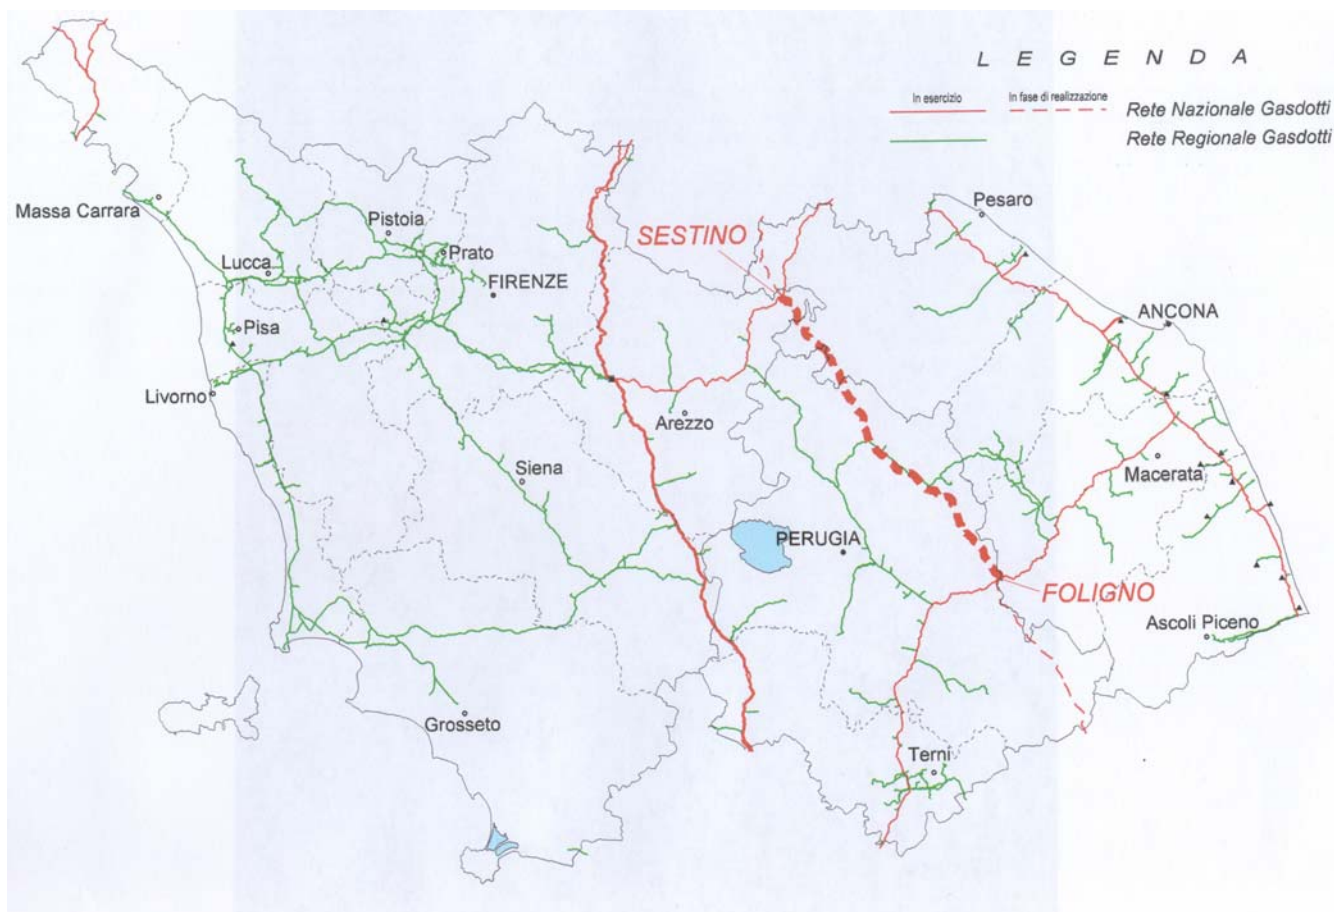 L E G E N D A
In esercizio
In fase di realizzazione
Rete Nazionale Gasdotti
Rete Regionale Gasdotti
Massa Carrara
Pistoia
Pesaro
SESTINO
Prato
Lucca
FIRENZE
ANCONA
Pisa
Livorno
Arezzo
Siena
Macerata
PERUGIA
FOLIGNO
Ascoli Piceno
Grosseto
Terni